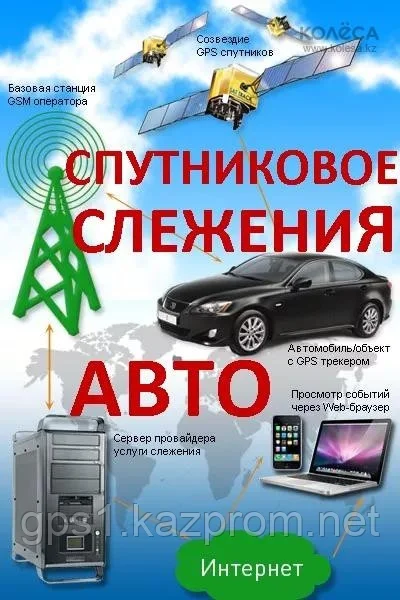 КОЛЁСА
www.kolesa.kz
Созвездие
GPS спутников
Базовая станция
GSM оператора
СПУТНИКОВОЕ
СЛЕЖЕНИЯ
Автомобиль/объект
с GPS трекером
АВТО
Просмотр событий
через Web-браузер
Сервер провайдера
услуги слежения
gps1.kazprom.net
Интернет